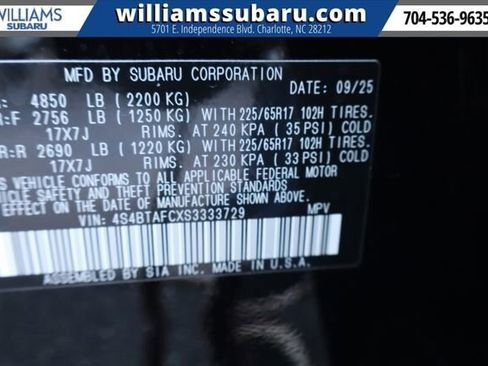 WILLIAMS
SUBARU
williamssubaru.com
5701 E. Independence Blvd, Charlotte, NC 28212
704-536-9635
MFD BY SUBARU CORPORATION
DATE: 09/25
: 4850 LB (2200 KG)
R:F 2756 LB (1250 KG) WITH 225/65R17 102H TIRES.
17X7J RIMS. AT 240 KPA (35 PSI) COLD
R:R 2690 LB (1220 KG) WITH 225/65R17 102H TIRES.
17X7J RIMS. AT 230 KPA (33 PSI) COLD
S VEHICLE CONFORMS TO ALL APPLICABLE FEDERAL MOTOR
VEHICLE SAFETY AND THEFT PREVENTION STANDARDS
EFFECT ON THE DATE OF MANUFACTURE SHOWN ABOVE.
VIN: 4S4BTAFCXS3333729 MPV
ASSEMBLED BY SIA INC. MADE IN U.S.A.